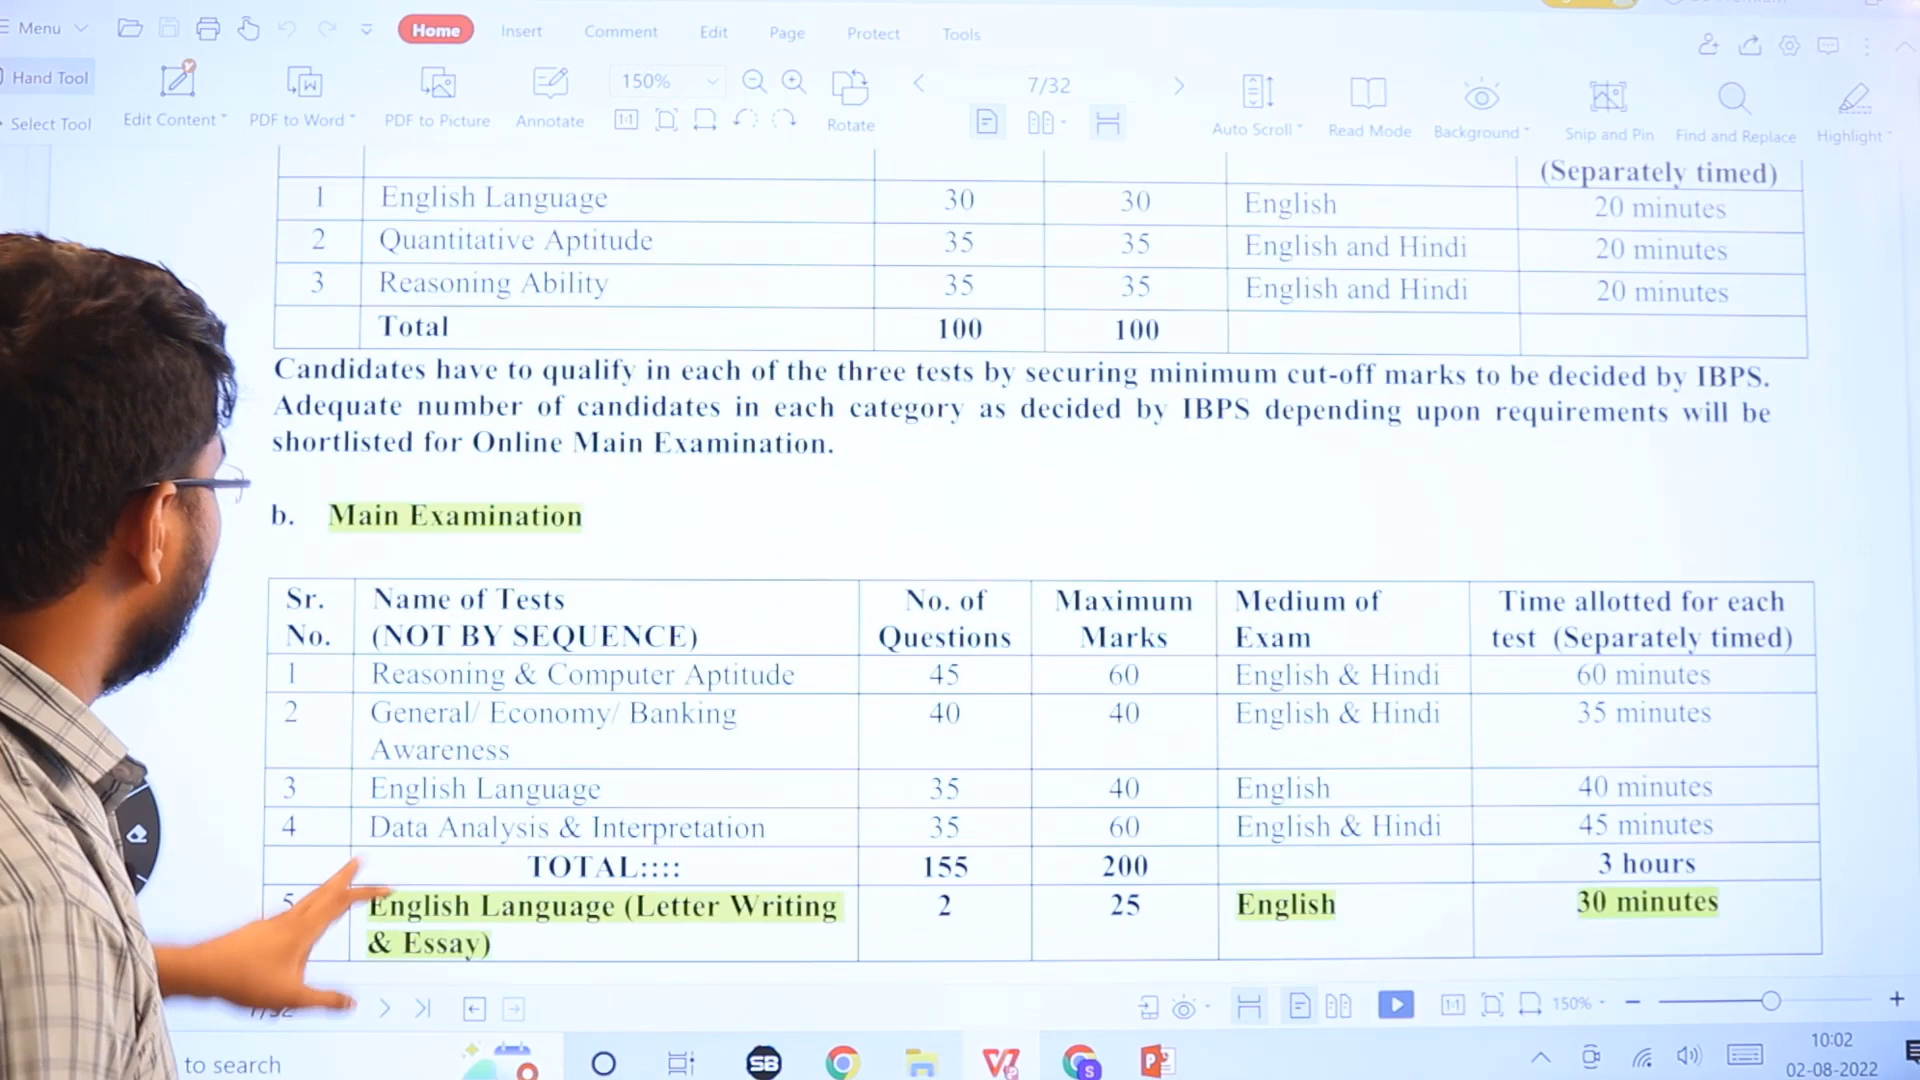 Menu
Home
Insert
Comment
Edit
Page
Protect
Tools
Hand Tool
Select Tool
Edit Content
PDF to Word
PDF to Picture
Annotate
150%
Rotate
7/32
Auto Scroll
Read Mode
Background
Snip and Pin
Find and Replace
Highlight
(Separately timed)
1 English Language 30 30 English 20 minutes
2 Quantitative Aptitude 35 35 English and Hindi 20 minutes
3 Reasoning Ability 35 35 English and Hindi 20 minutes
Total 100 100
Candidates have to qualify in each of the three tests by securing minimum cut-off marks to be decided by IBPS.
Adequate number of candidates in each category as decided by IBPS depending upon requirements will be
shortlisted for Online Main Examination.
b. Main Examination
Sr. Name of Tests No. of Maximum Medium of Time allotted for each
No. (NOT BY SEQUENCE) Questions Marks Exam test (Separately timed)
1 Reasoning & Computer Aptitude 45 60 English & Hindi 60 minutes
2 General/ Economy/ Banking 40 40 English & Hindi 35 minutes
Awareness
3 English Language 35 40 English 40 minutes
4 Data Analysis & Interpretation 35 60 English & Hindi 45 minutes
TOTAL:::: 155 200 3 hours
5 English Language (Letter Writing 2 25 English 30 minutes
& Essay)
150%
to search
SB
10:02
02-08-2022